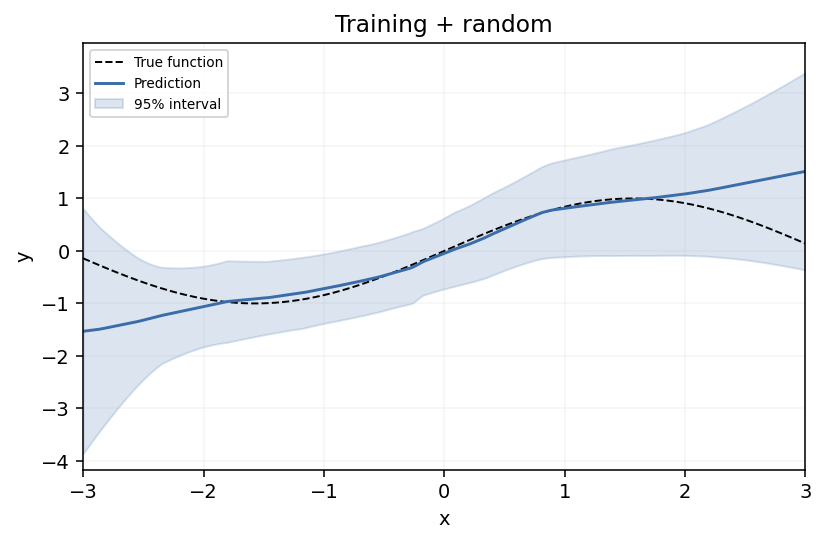 Training + random
True function
Prediction
95% interval
y
3
2
1
0
−1
−2
−3
−4
−3 −2 −1 0 1 2 3
x